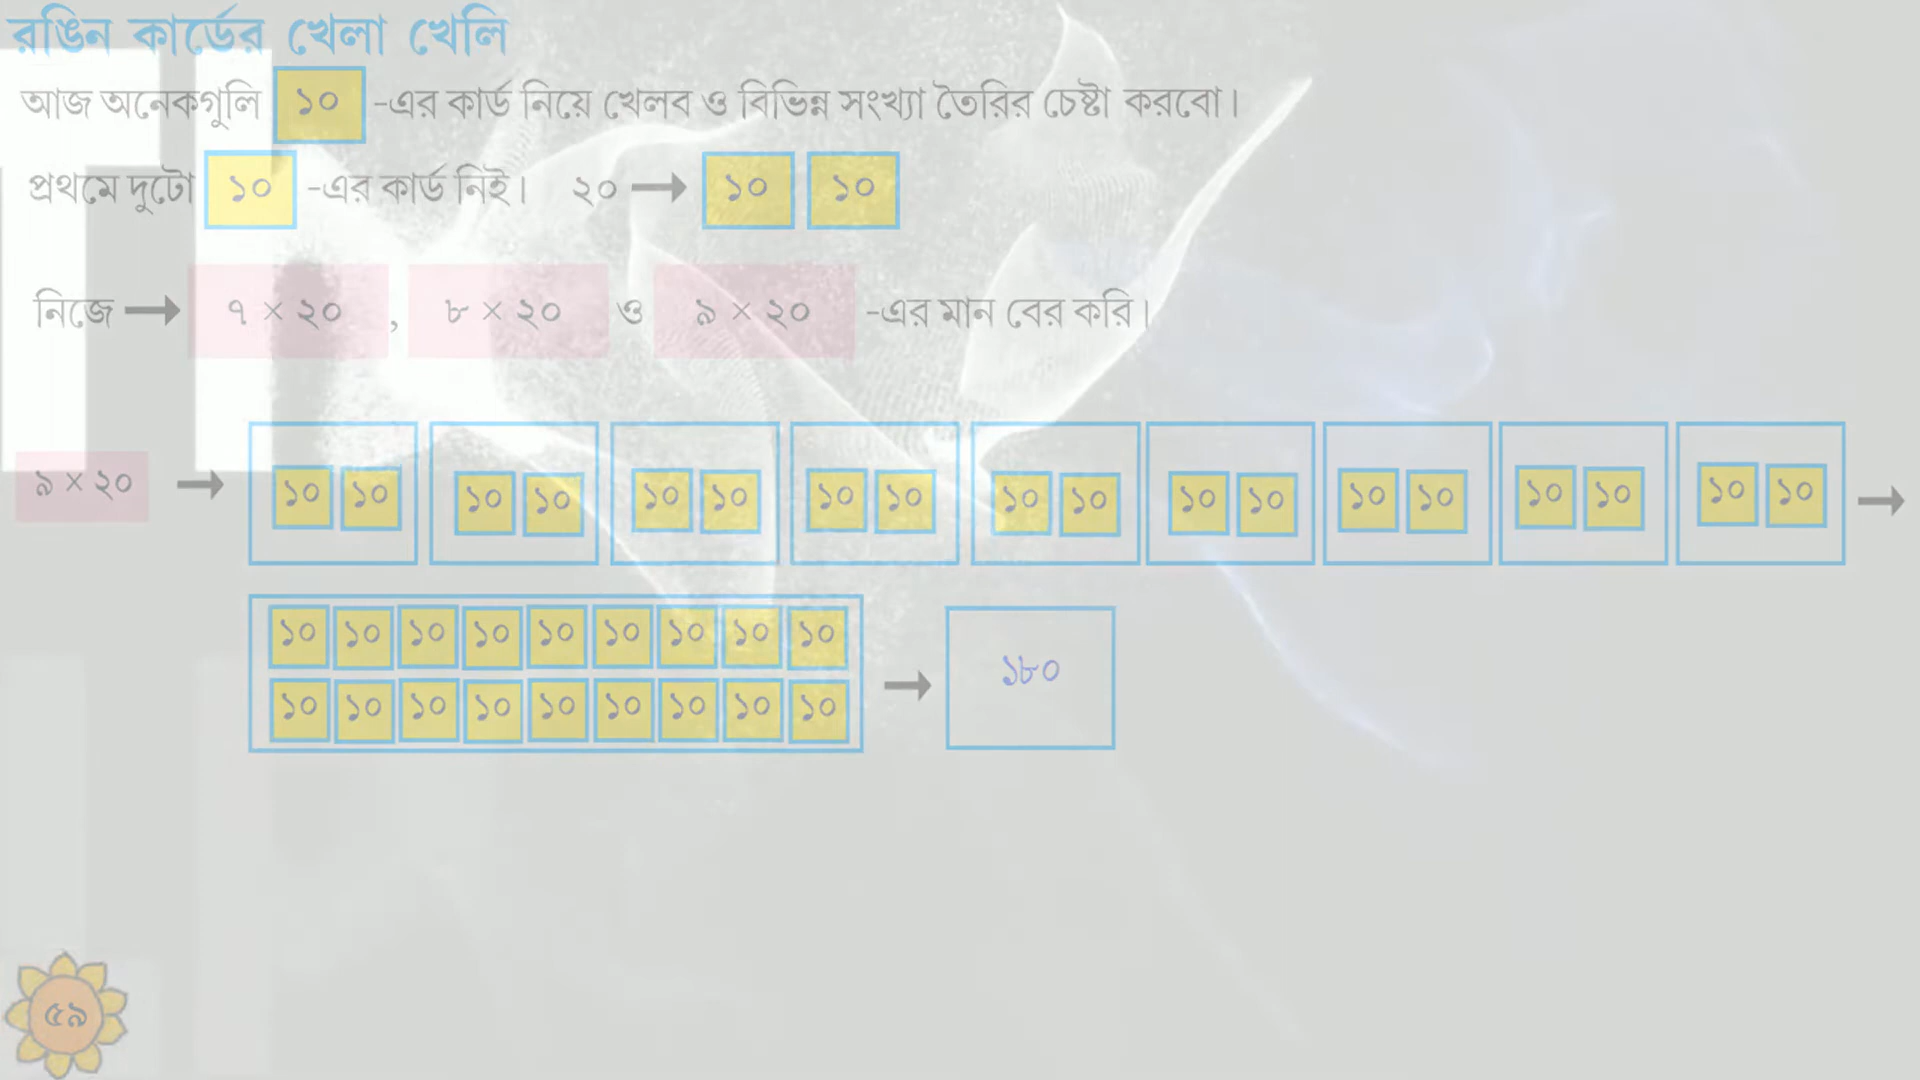 রঙিন কার্ডের খেলা খেলি
আজ অনেকগুলি ১০ -এর কার্ড নিয়ে খেলব ও বিভিন্ন সংখ্যা তৈরির চেষ্টা করবো।
প্রথমে দুটো ১০ -এর কার্ড নিই। ২০ → ১০ ১০
নিজে → ৭ × ২০ , ৮ × ২০ ও ৯ × ২০ -এর মান বের করি।
৯ × ২০ → ১০ ১০ ১০ ১০ ১০ ১০ ১০ ১০ ১০ ১০ ১০ ১০ ১০ ১০ ১০ ১০ ১০ ১০ →
১০ ১০ ১০ ১০ ১০ ১০ ১০ ১০ ১০
১০ ১০ ১০ ১০ ১০ ১০ ১০ ১০ ১০
→ ১৮০
৫৯